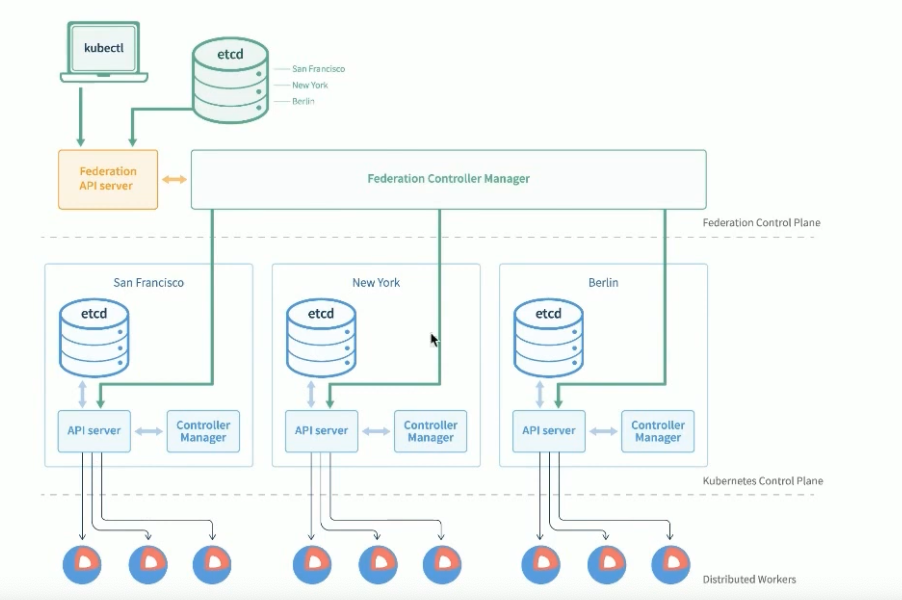 kubectl
etcd
San Francisco
New York
Berlin
Federation
API server
Federation Controller Manager
Federation Control Plane
San Francisco
New York
Berlin
etcd
etcd
etcd
API server
Controller
Manager
API server
Controller
Manager
API server
Controller
Manager
Kubernetes Control Plane
Distributed Workers